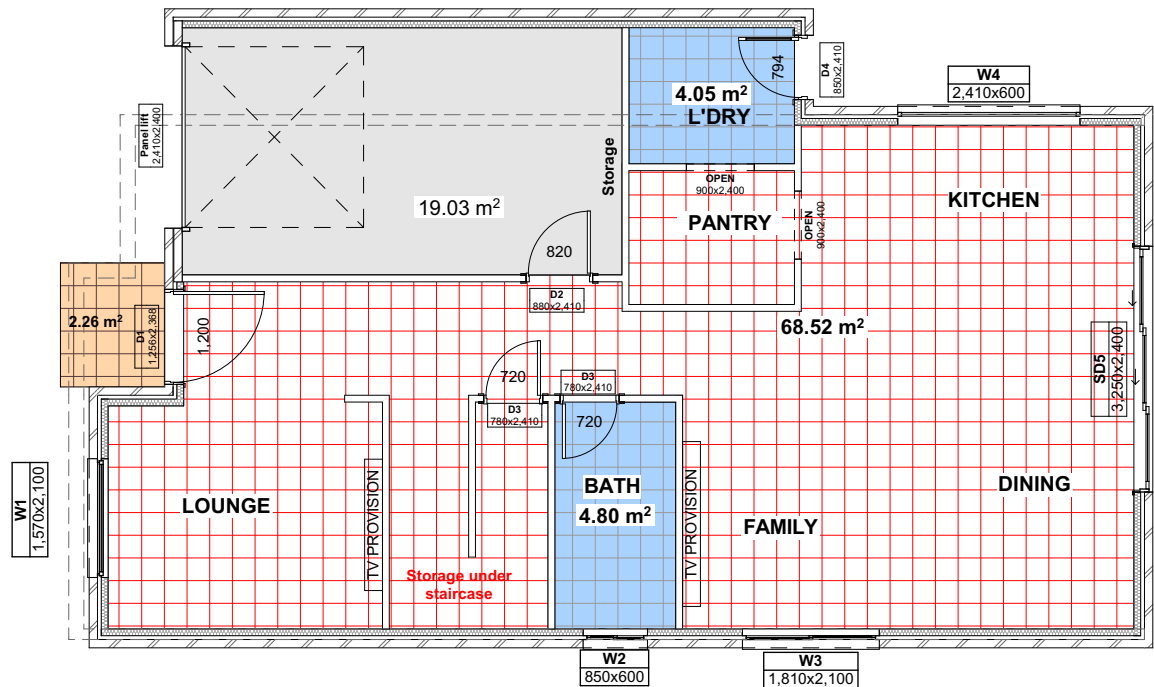 W4
2,410x600
D4
850x2,410
794
4.05 m²
L'DRY
Panel lift
2,410x2,400
Storage
OPEN
900x2,400
KITCHEN
19.03 m²
PANTRY
OPEN
900x2,400
820
D2
880x2,410
2.26 m²
D1
1,256x2,368
1,200
68.52 m²
SD5
3,250x2,400
720
D3
780x2,410
D3
780x2,410
720
W1
1,570x2,100
LOUNGE
TV PROVISION
BATH
4.80 m²
TV PROVISION
FAMILY
DINING
Storage under
staircase
W2
850x600
W3
1,810x2,100